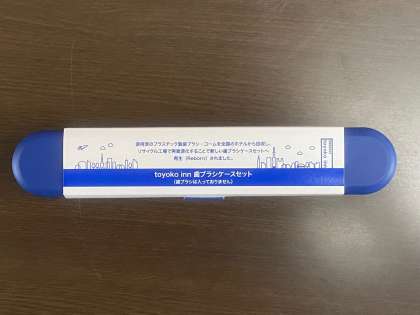 使用済のプラスチック製歯ブラシ・コームを全国のホテルから回収し、
リサイクル工場で再資源化することで新しい歯ブラシケースセットへ
再生（Reborn）されました。
toyoko inn 歯ブラシケースセット
（歯ブラシは入っておりません）
toyoko inn